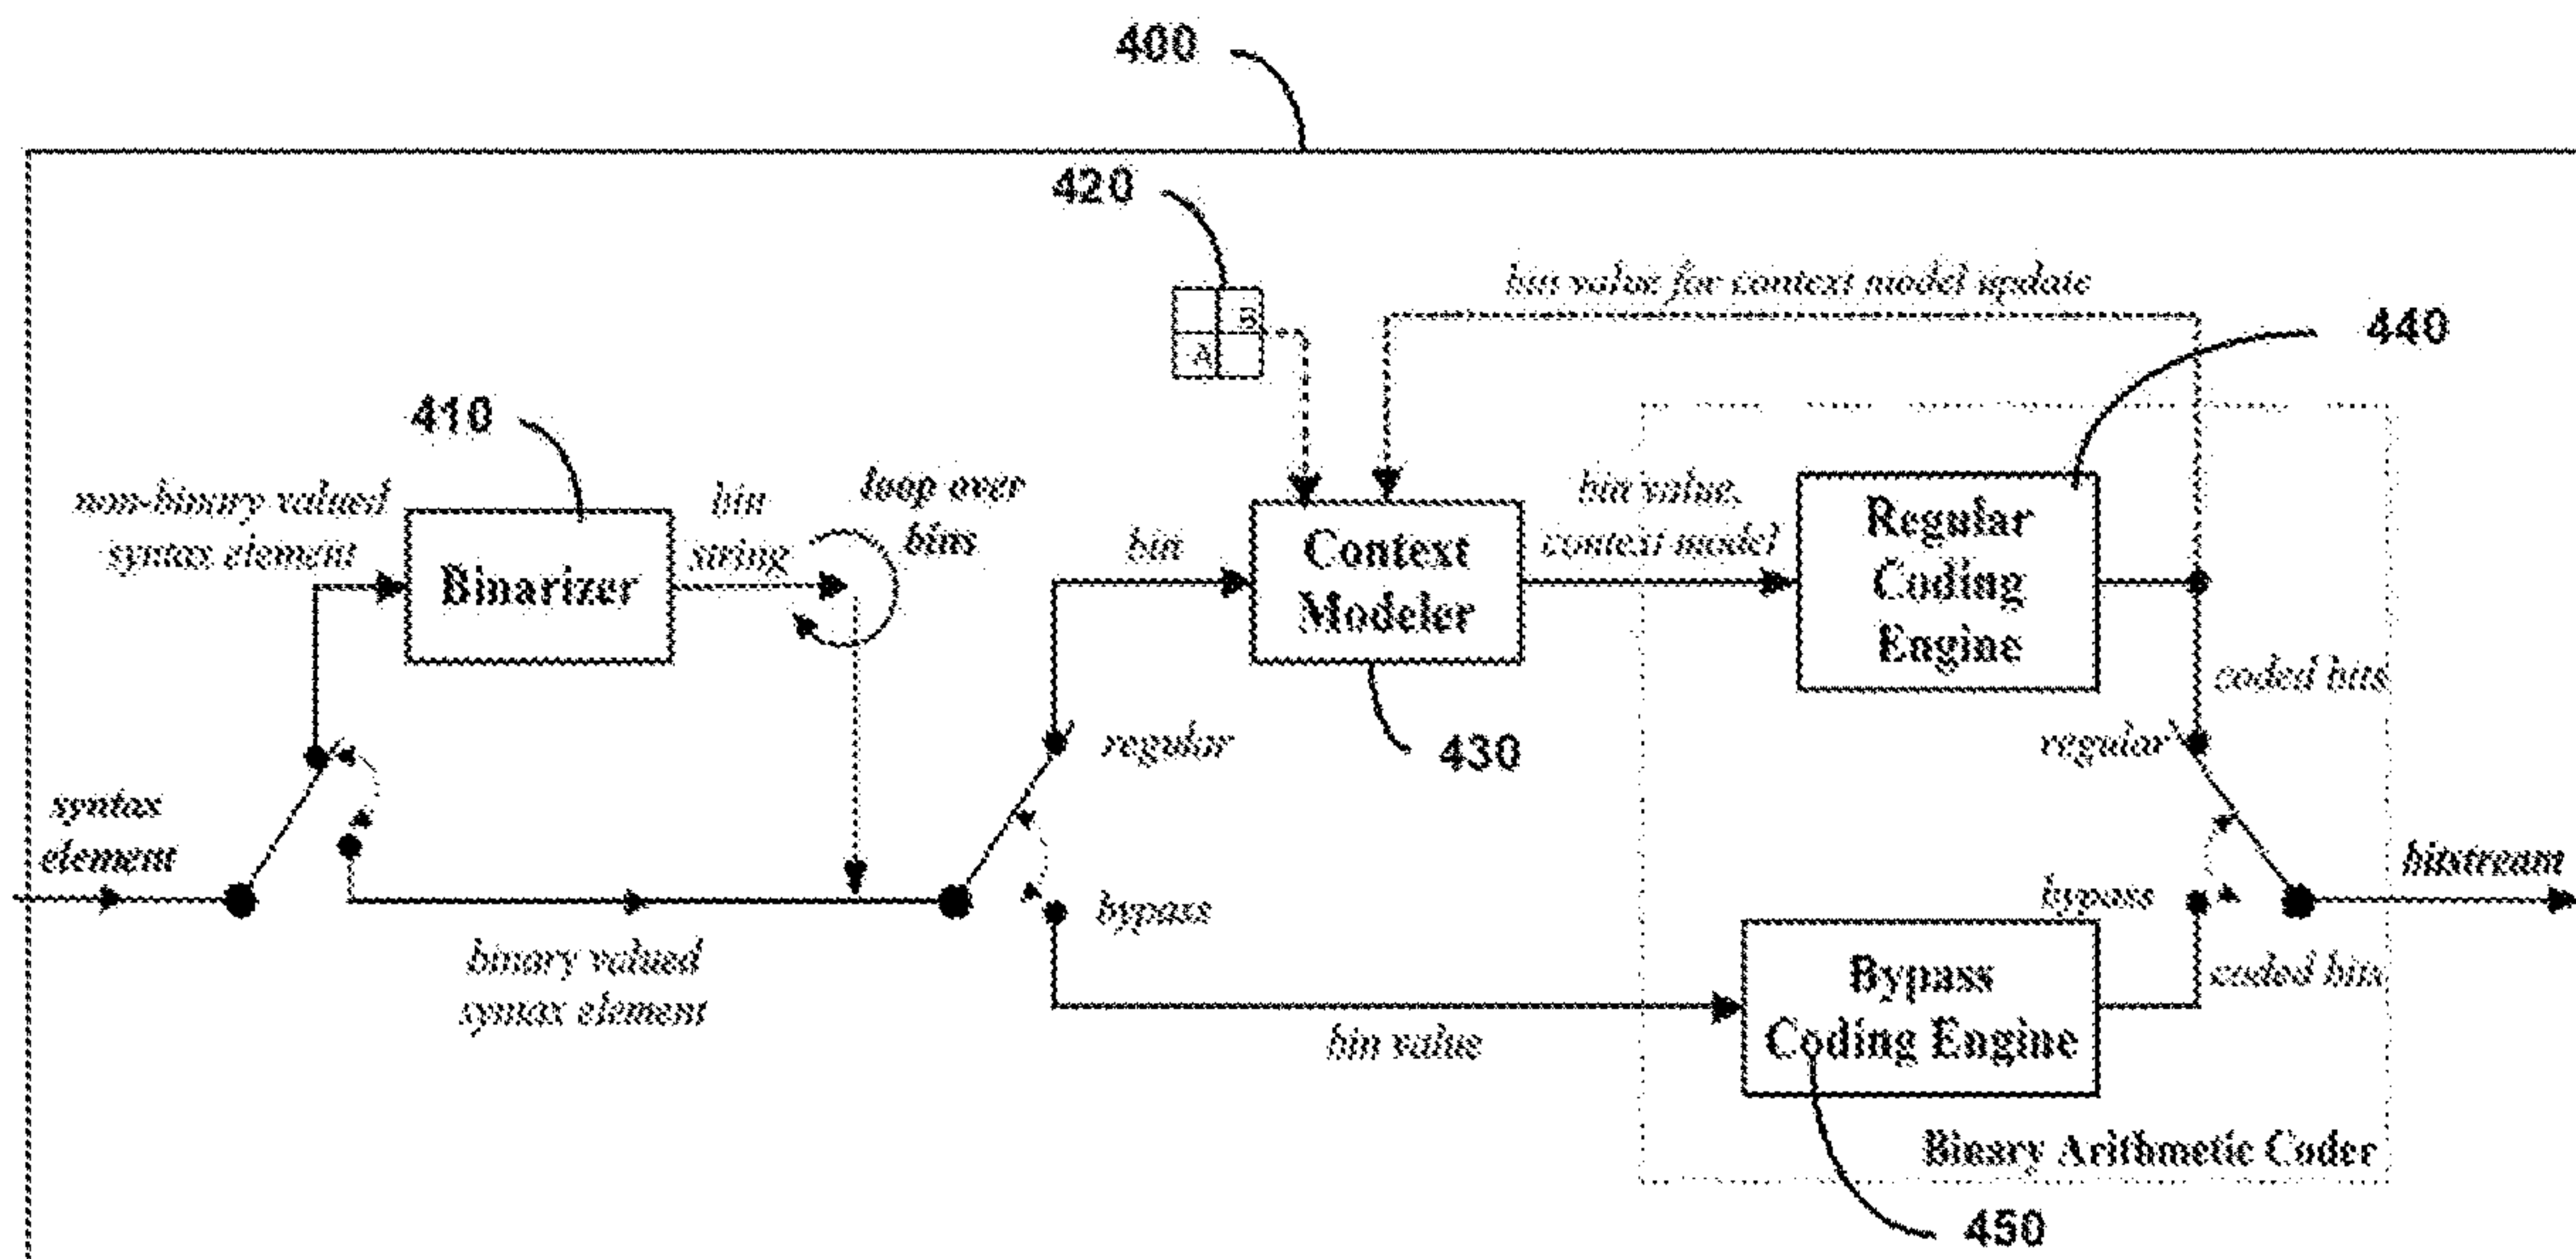 400
420
bin value for context model update
440
B
A
410
non-binary valued
syntax element
Binarizer
bin
string
loop over
bins
bin
Context
Modeler
bin value,
context model
Regular
Coding
Engine
coded bits
430
regular
regular
syntax
element
bypass
bypass
bitstream
binary valued
syntax element
bin value
Bypass
Coding Engine
coded bits
Binary Arithmetic Coder
450